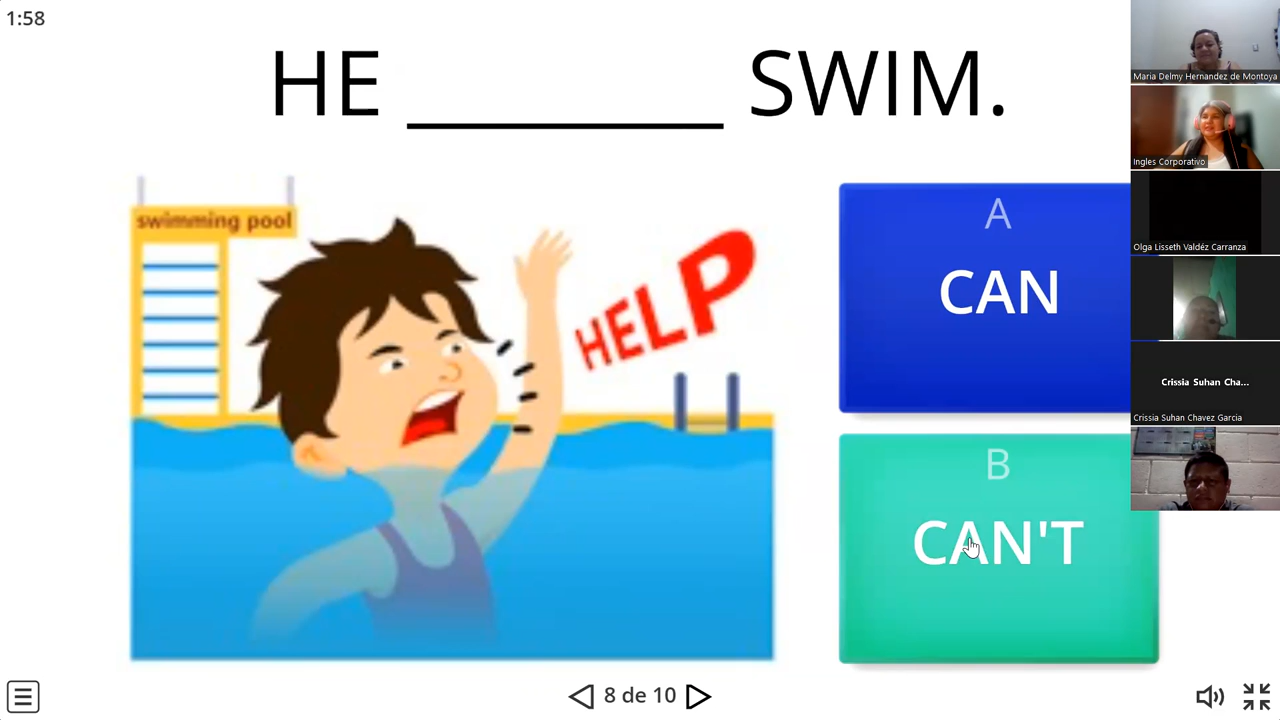 1:58
HE ________ SWIM.
swimming pool
HELP
A
CAN
B
CAN'T
8 de 10
Maria Delmy Hernandez de Montoya
Ingles Corporativo
Olga Lisseth Valdéz Carranza
Crissia Suhan Cha...
Crissia Suhan Chavez Garcia